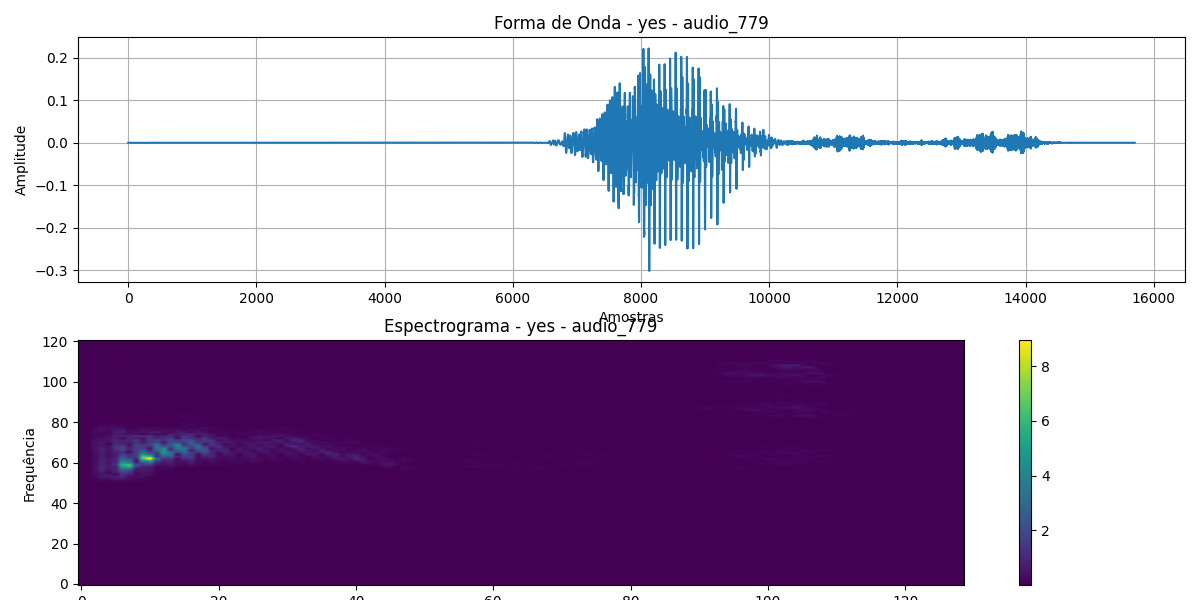 Forma de Onda - yes - audio_779
0.2
0.1
0.0
−0.1
−0.2
−0.3
Amplitude
0 2000 4000 6000 8000 10000 12000 14000 16000
Amostras
Espectrograma - yes - audio_779
120
100
80
60
40
20
0
Frequência
0 20 40 60 80 100 120
8
6
4
2